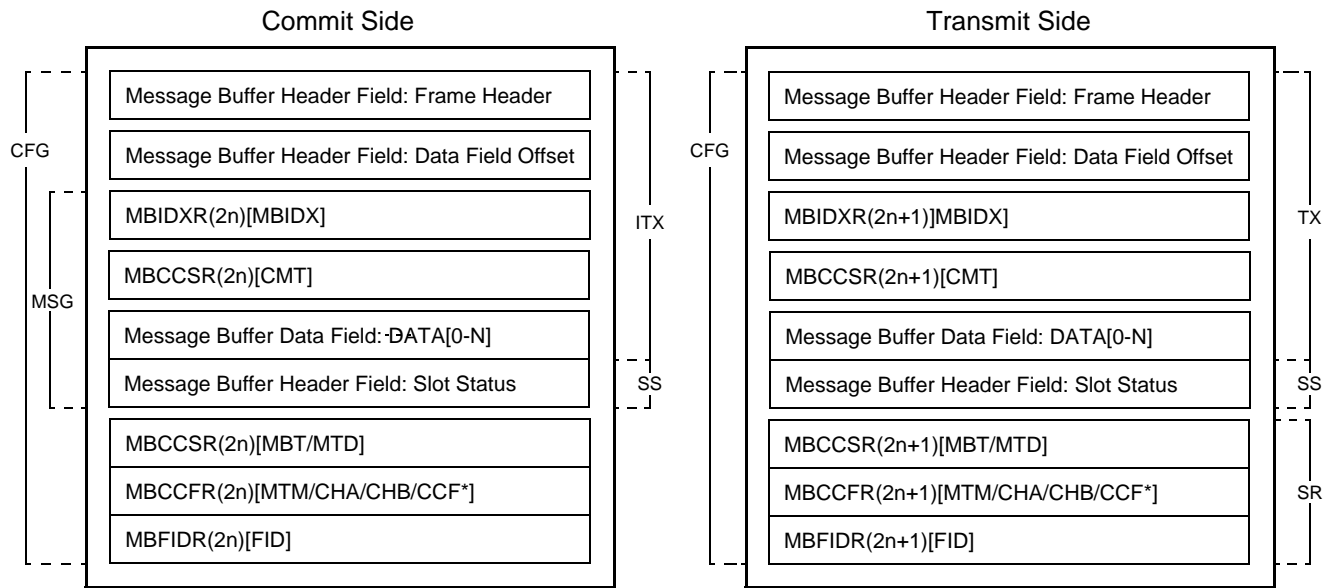 Commit Side
Transmit Side
Message Buffer Header Field: Frame Header
Message Buffer Header Field: Data Field Offset
MBIDXR(2n)[MBIDX]
MBCCSR(2n)[CMT]
Message Buffer Data Field: DATA[0-N]
Message Buffer Header Field: Slot Status
MBCCSR(2n)[MBT/MTD]
MBCCFR(2n)[MTM/CHA/CHB/CCF*]
MBFIDR(2n)[FID]
CFG
MSG
ITX
SS
Message Buffer Header Field: Frame Header
Message Buffer Header Field: Data Field Offset
MBIDXR(2n+1)]MBIDX]
MBCCSR(2n+1)[CMT]
Message Buffer Data Field: DATA[0-N]
Message Buffer Header Field: Slot Status
MBCCSR(2n+1)[MBT/MTD]
MBCCFR(2n+1)[MTM/CHA/CHB/CCF*]
MBFIDR(2n+1)[FID]
CFG
TX
SS
SR